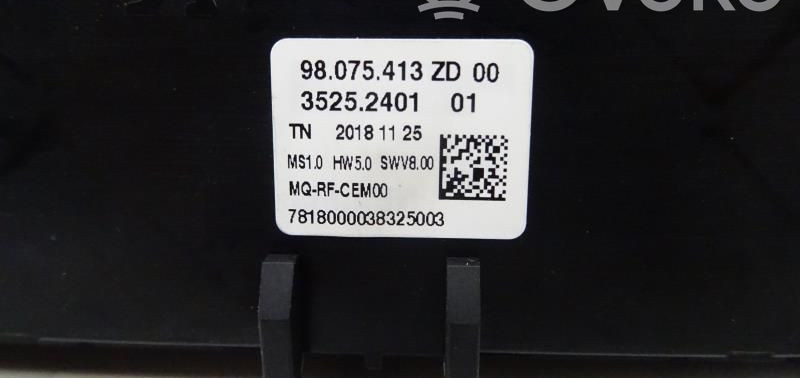 98.075.413 ZD 00
3525.2401 01
TN 2018 11 25
MS1.0 HW5.0 SWV8.00
MQ-RF-CEM00
7818000038325003